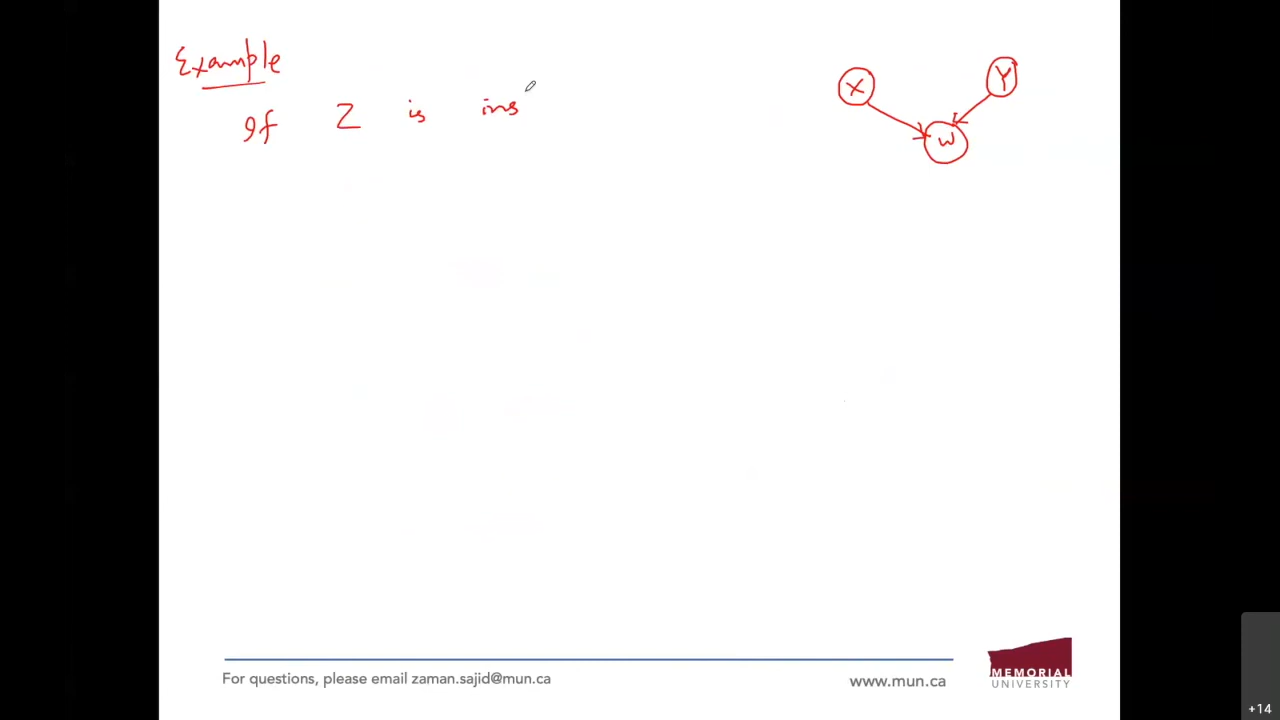 Example
If Z is ins
X
Y
W
For questions, please email zaman.sajid@mun.ca
www.mun.ca
MEMORIAL
UNIVERSITY
+14